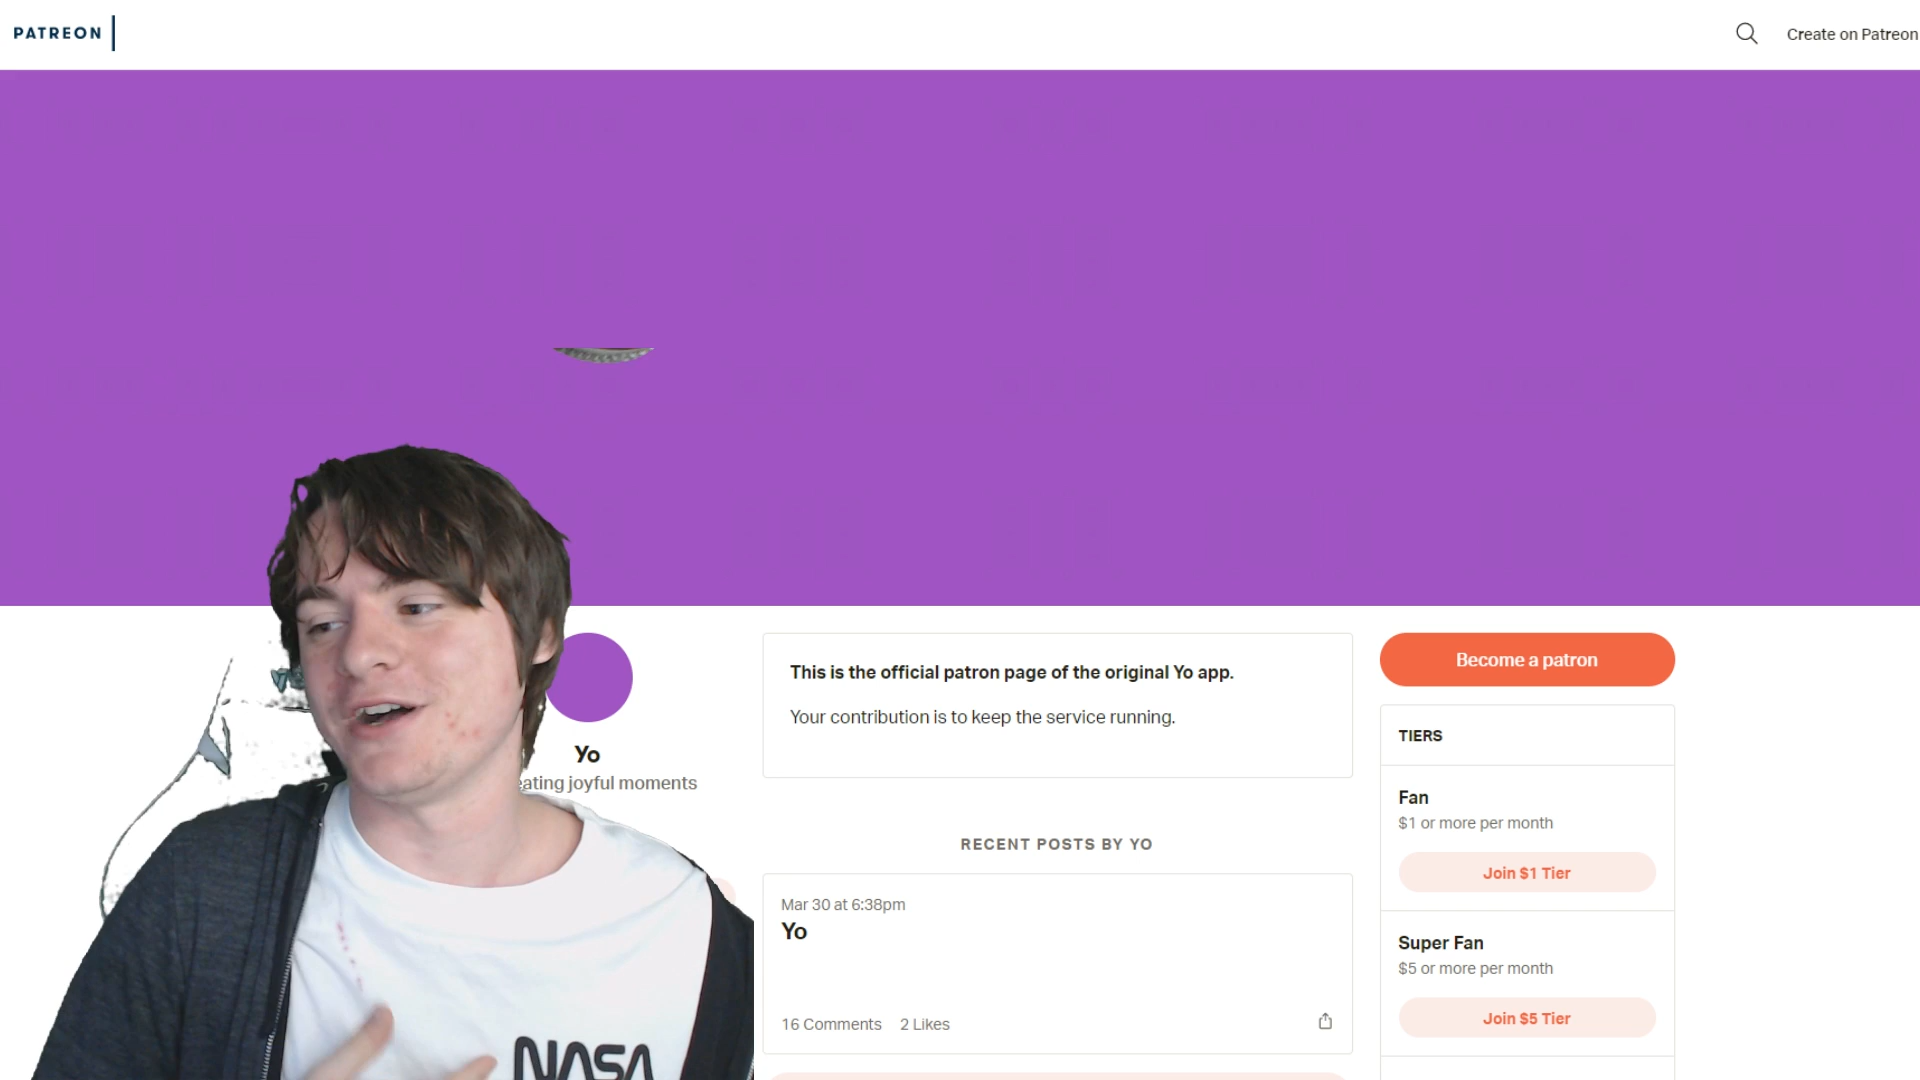 PATREON
Create on Patreon
This is the official patron page of the original Yo app.
Your contribution is to keep the service running.
Become a patron
Yo
eating joyful moments
TIERS
Fan
$1 or more per month
Join $1 Tier
RECENT POSTS BY YO
Mar 30 at 6:38pm
Yo
16 Comments 2 Likes
Super Fan
$5 or more per month
Join $5 Tier
NASA